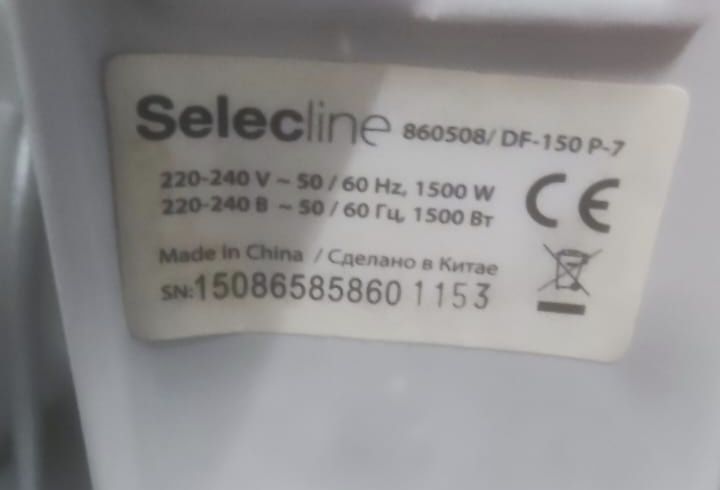 Selecline 860508/ DF-150 P-7
220-240 V ~ 50 / 60 Hz, 1500 W
220-240 В ~ 50 / 60 Гц, 1500 Вт
CE
Made in China / Сделано в Китае
SN:15086585860 1153